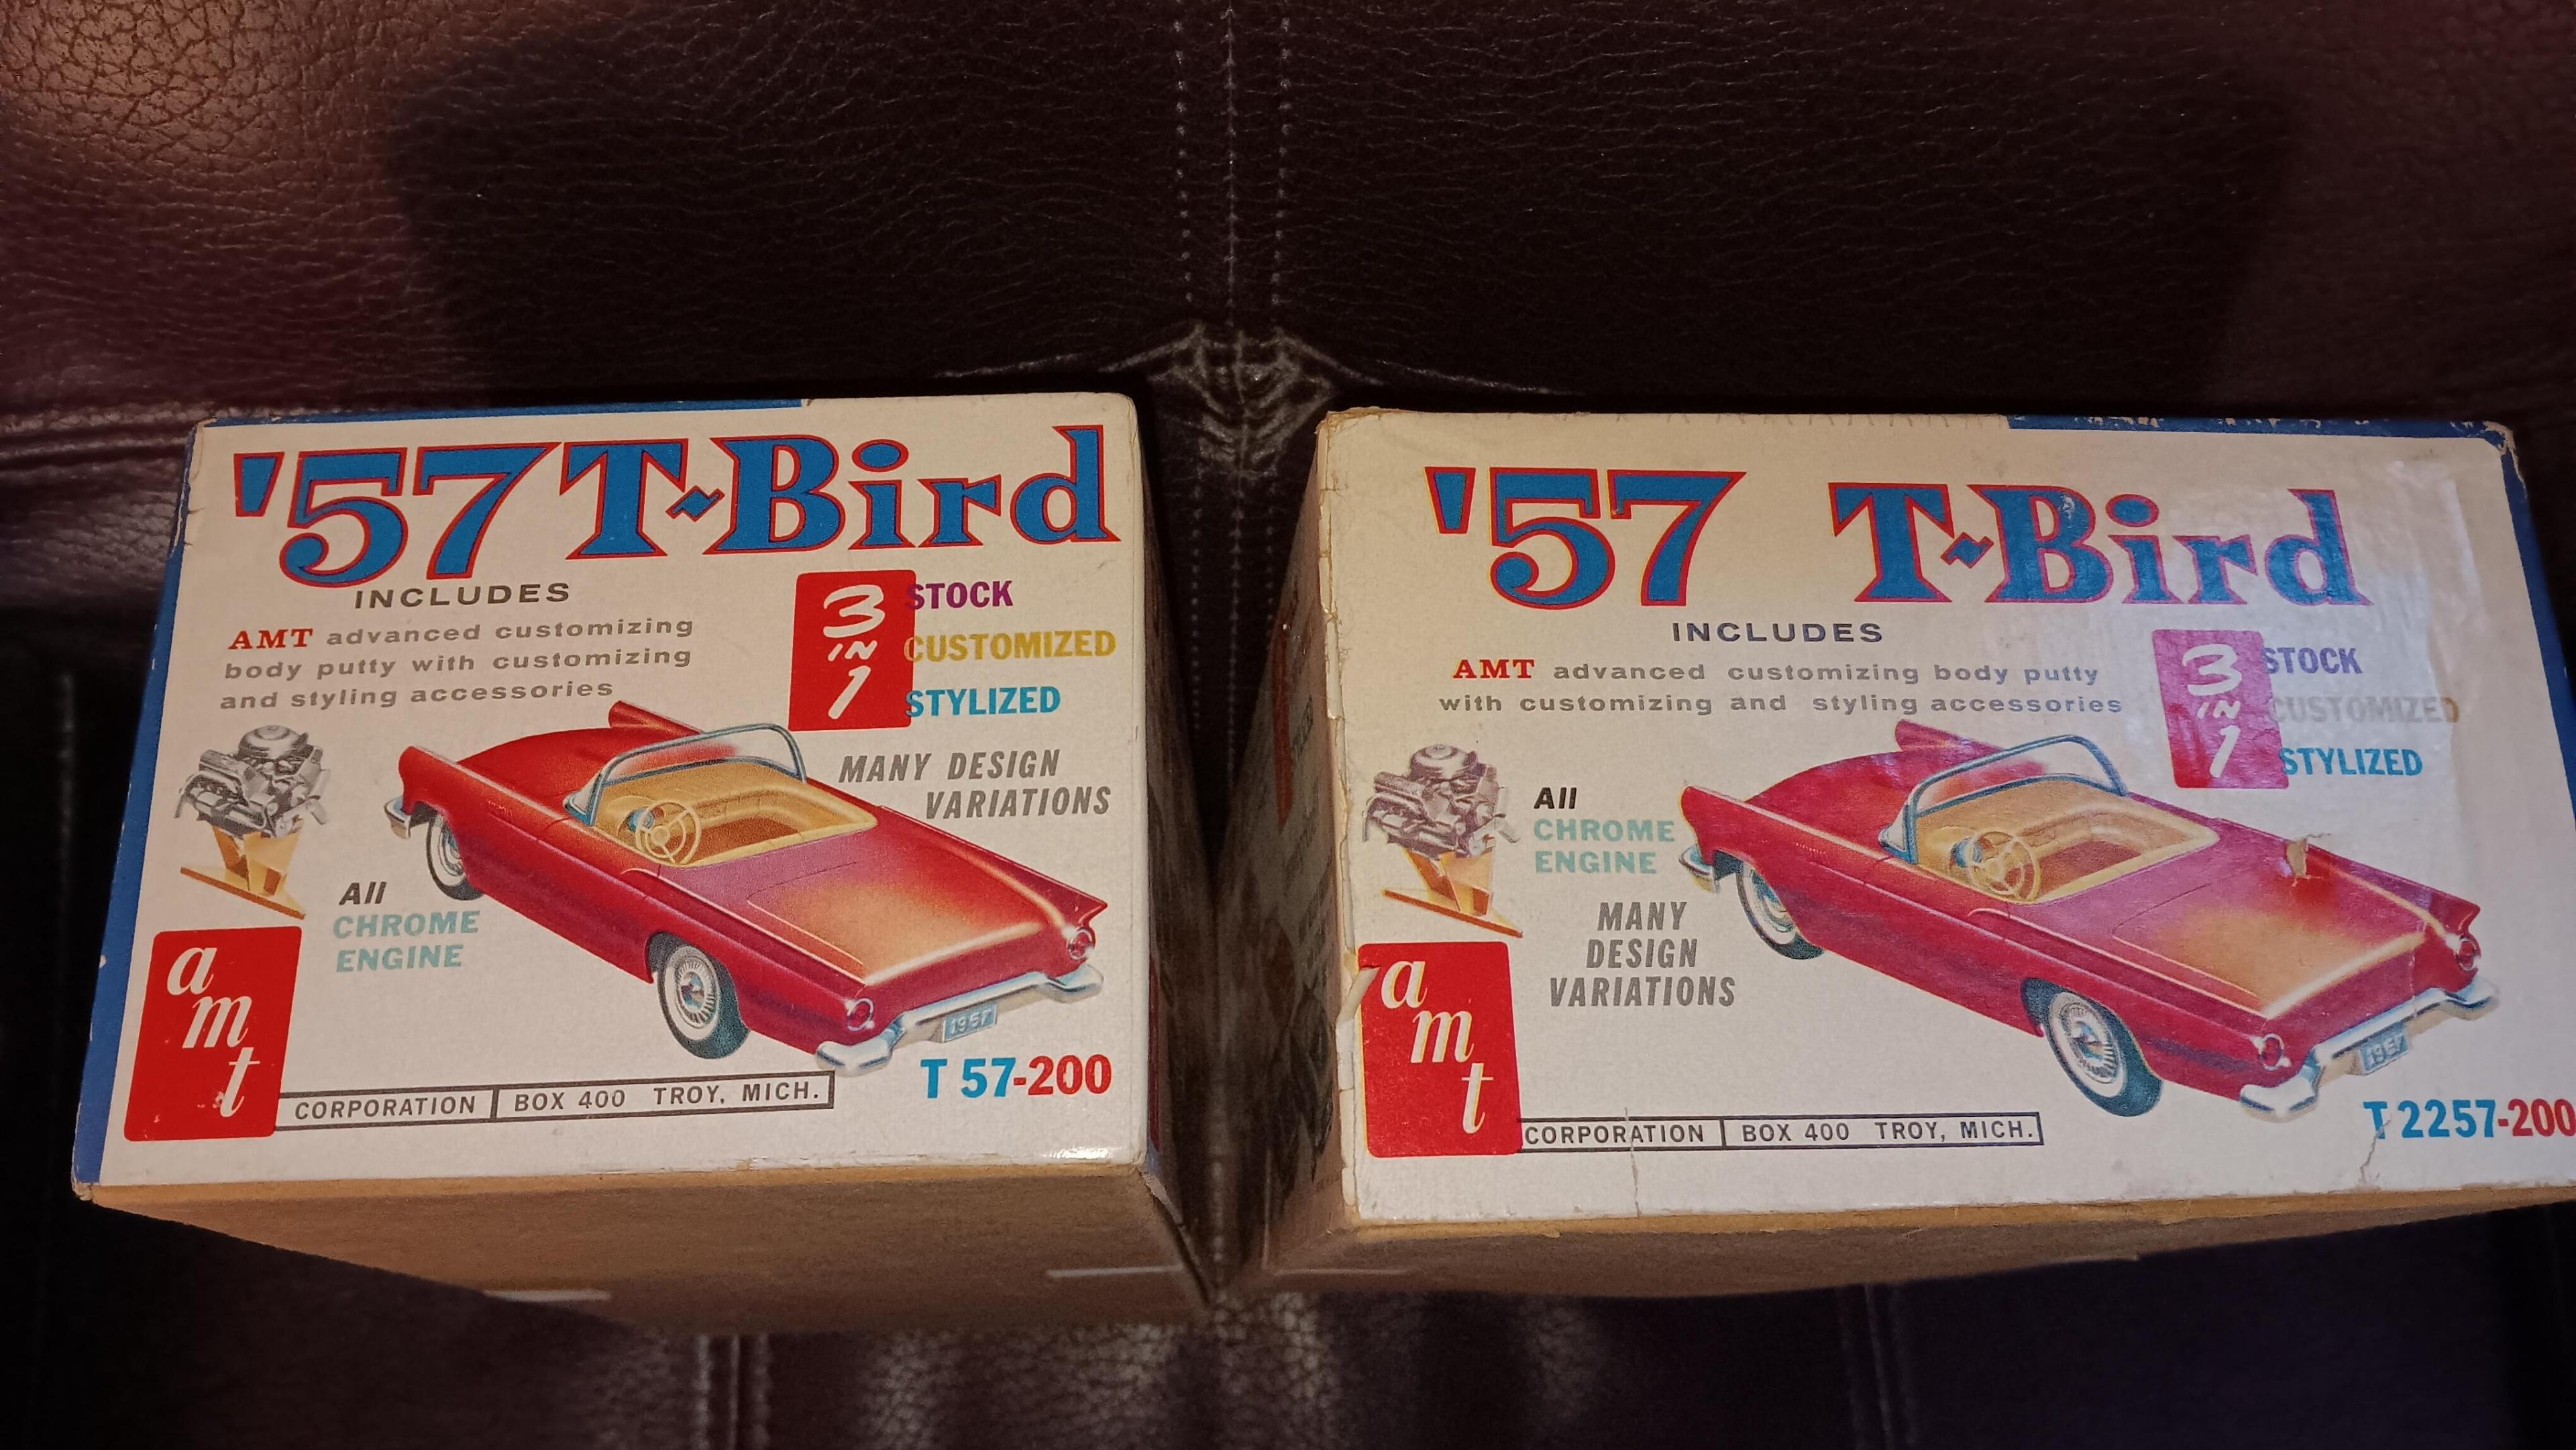 '57 T-Bird
INCLUDES
AMT advanced customizing
body putty with customizing
and styling accessories
3 IN 1
STOCK
CUSTOMIZED
STYLIZED
MANY DESIGN
VARIATIONS
All
CHROME
ENGINE
1957
amt
CORPORATION BOX 400 TROY, MICH.
T 57-200
'57 T-Bird
INCLUDES
AMT advanced customizing body putty
with customizing and styling accessories
3 IN 1
STOCK
CUSTOMIZED
STYLIZED
All
CHROME
ENGINE
MANY
DESIGN
VARIATIONS
1957
amt
CORPORATION BOX 400 TROY, MICH.
T 2257-200